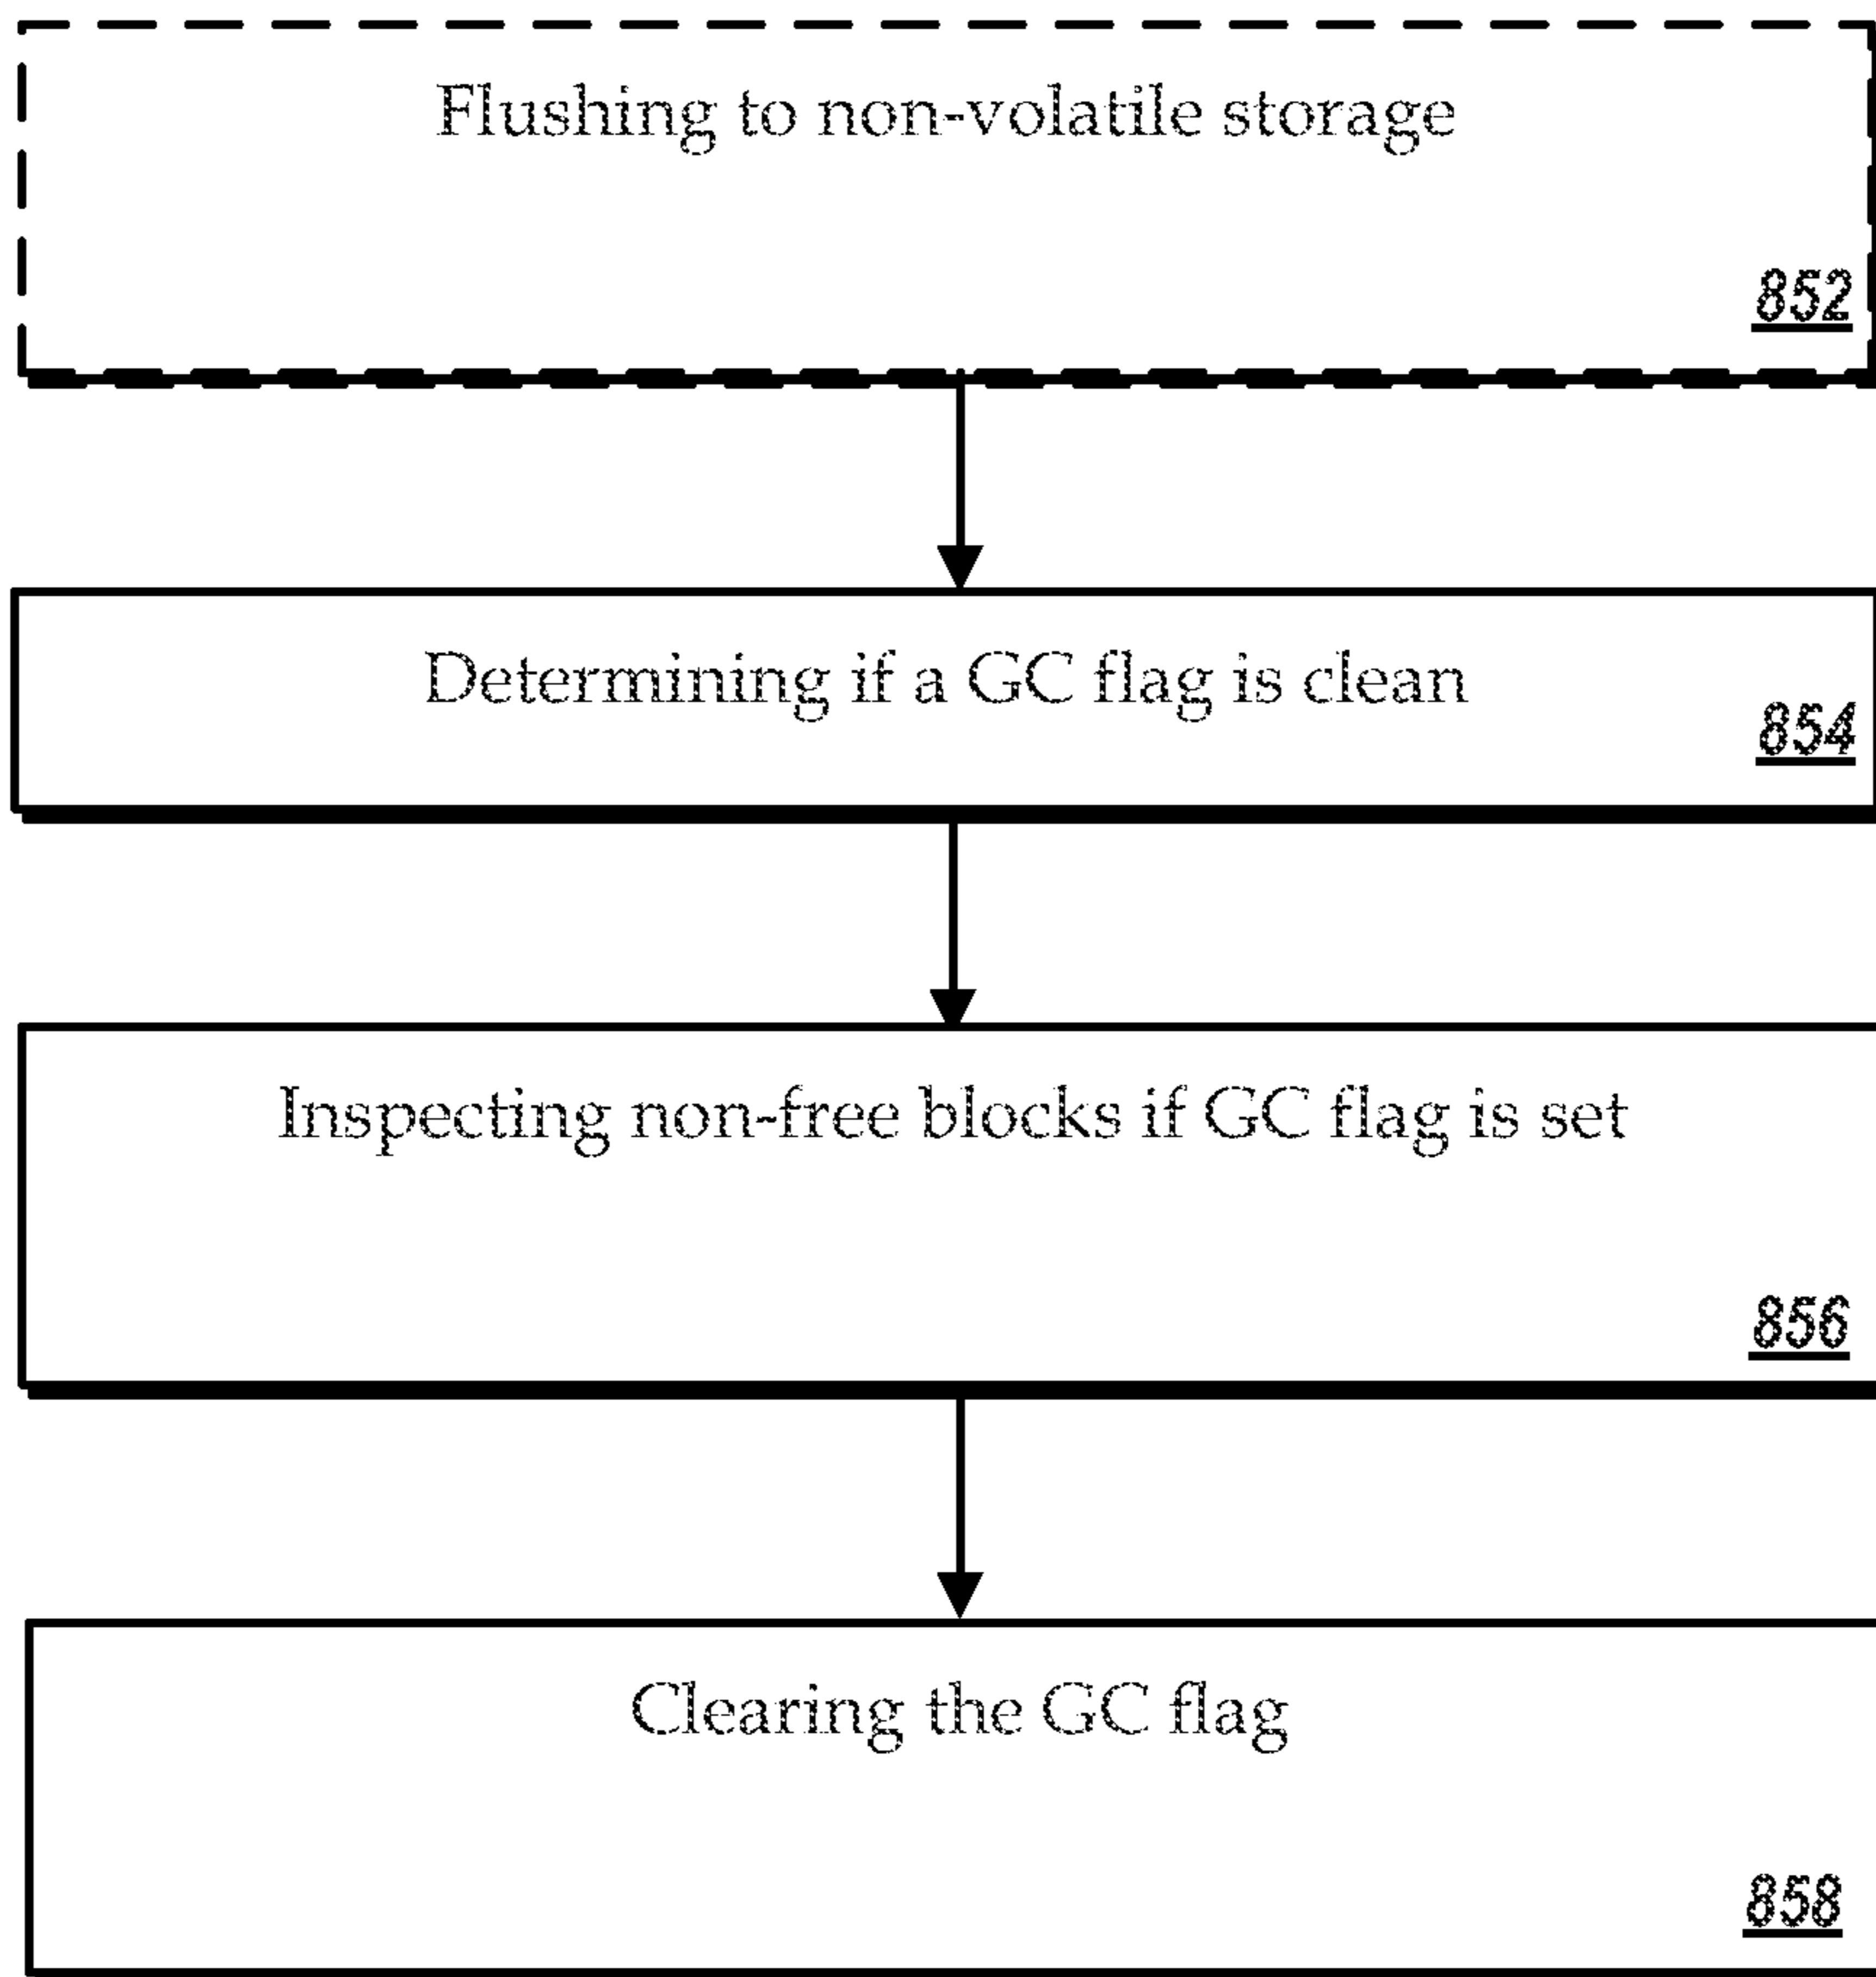 Flushing to non-volatile storage
852
Determining if a GC flag is clean
854
Inspecting non-free blocks if GC flag is set
856
Clearing the GC flag
858